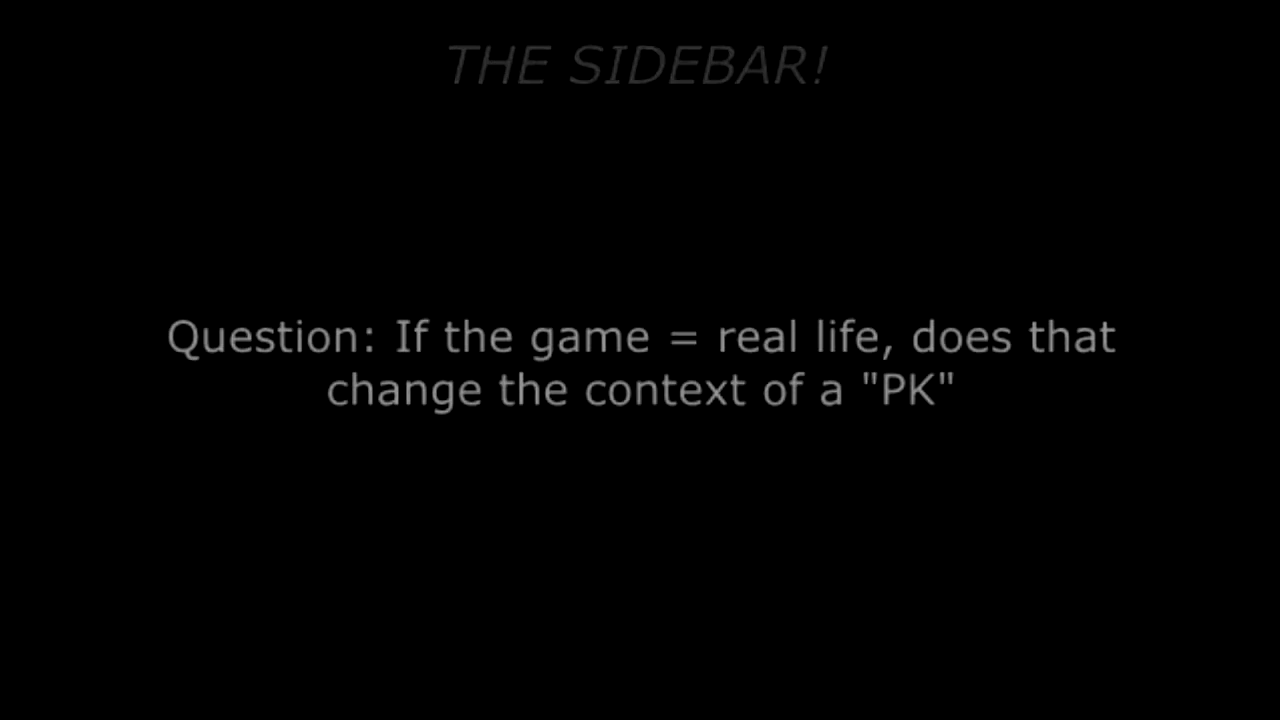 THE SIDEBAR!
Question: If the game = real life, does that
change the context of a "PK"